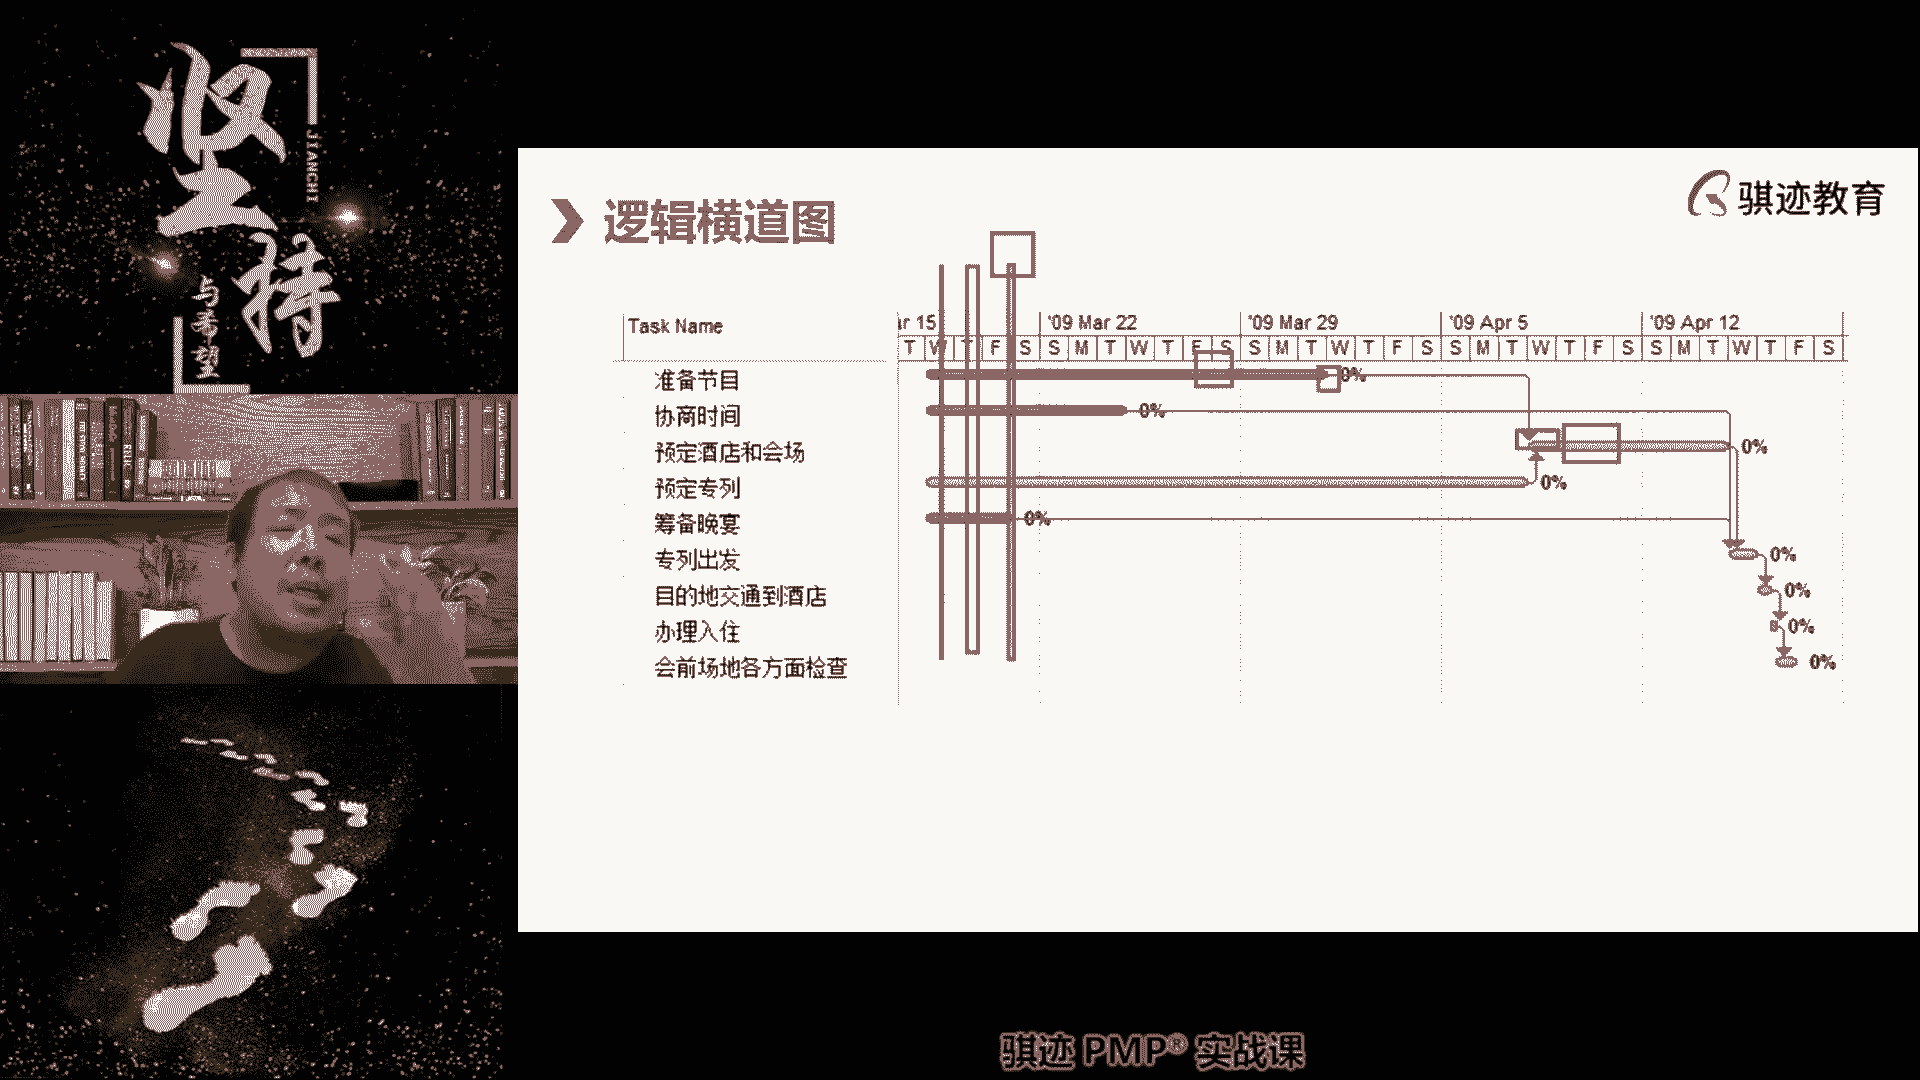 坚持
JIANCHI
与希望
逻辑横道图
骐迹教育
Task Name
ar 15
'09 Mar 22
'09 Mar 29
'09 Apr 5
'09 Apr 12
T W T F S S M T W T F S S M T W T F S S M T W T F S S M T W T F S
准备节目 0%
协商时间 0%
预定酒店和会场 0%
预定专列 0%
筹备晚宴 0%
专列出发 0%
目的地交通到酒店 0%
办理入住 0%
会前场地各方面检查 0%
骐迹 PMP® 实战课